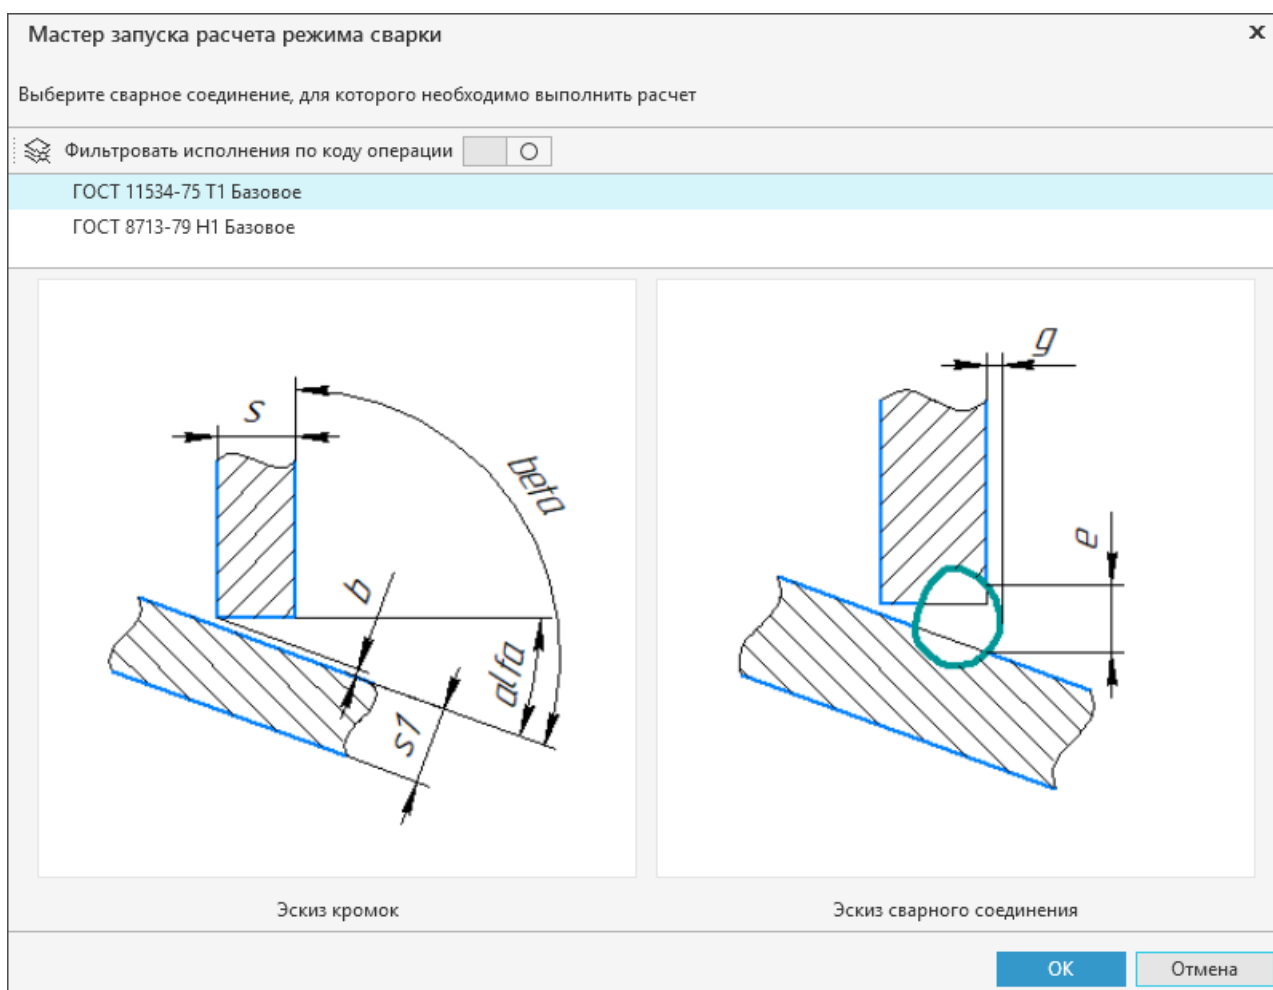 Мастер запуска расчета режима сварки
x
Выберите сварное соединение, для которого необходимо выполнить расчет
Фильтровать исполнения по коду операции
ГОСТ 11534-75 Т1 Базовое
ГОСТ 8713-79 Н1 Базовое
s
beta
b
alfa
s1
g
e
Эскиз кромок
Эскиз сварного соединения
ОК
Отмена